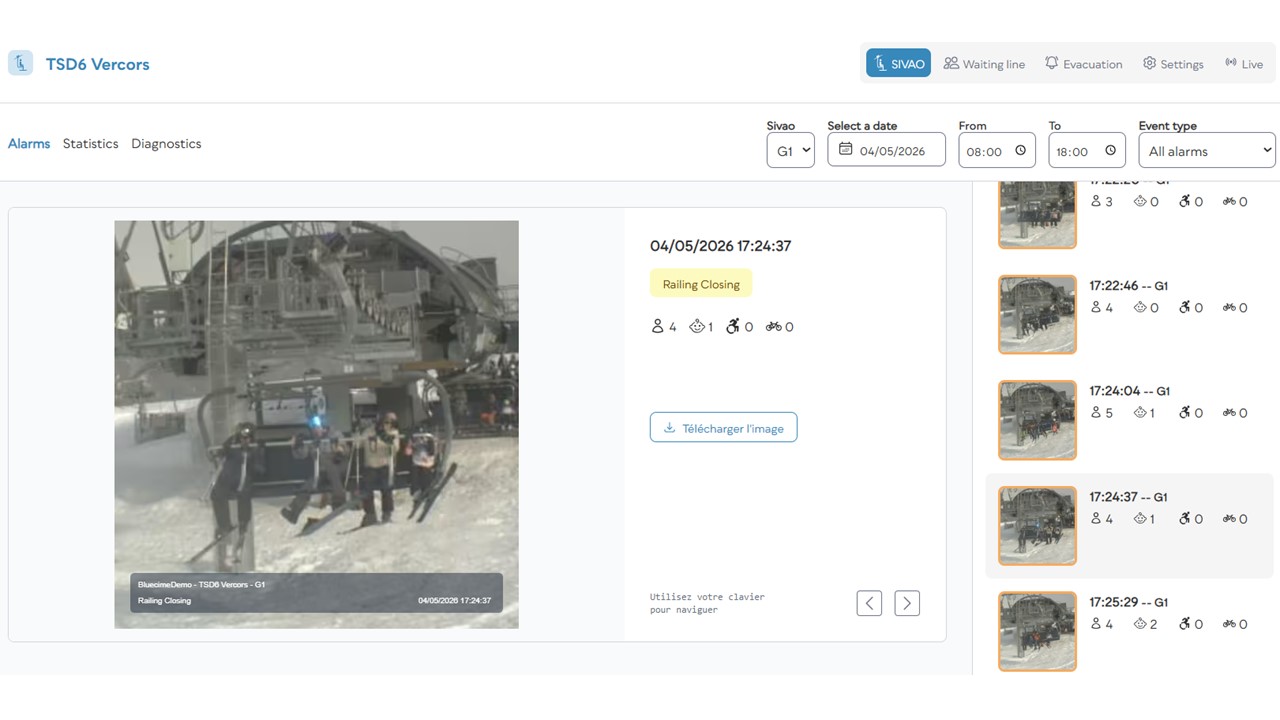 TSD6 Vercors
SIVAO
Waiting line
Evacuation
Settings
Live
Alarms
Statistics
Diagnostics
Sivao
G1
Select a date
04/05/2026
From
08:00
To
18:00
Event type
All alarms
04/05/2026 17:24:37
Railing Closing
4 1 0 0
Télécharger l'image
Utilisez votre clavier
pour naviguer
BluecimeDemo - TSD6 Vercors - G1
Railing Closing
04/05/2026 17:24:37
3 0 0 0
17:22:46 -- G1
4 0 0 0
17:24:04 -- G1
5 1 0 0
17:24:37 -- G1
4 1 0 0
17:25:29 -- G1
4 2 0 0